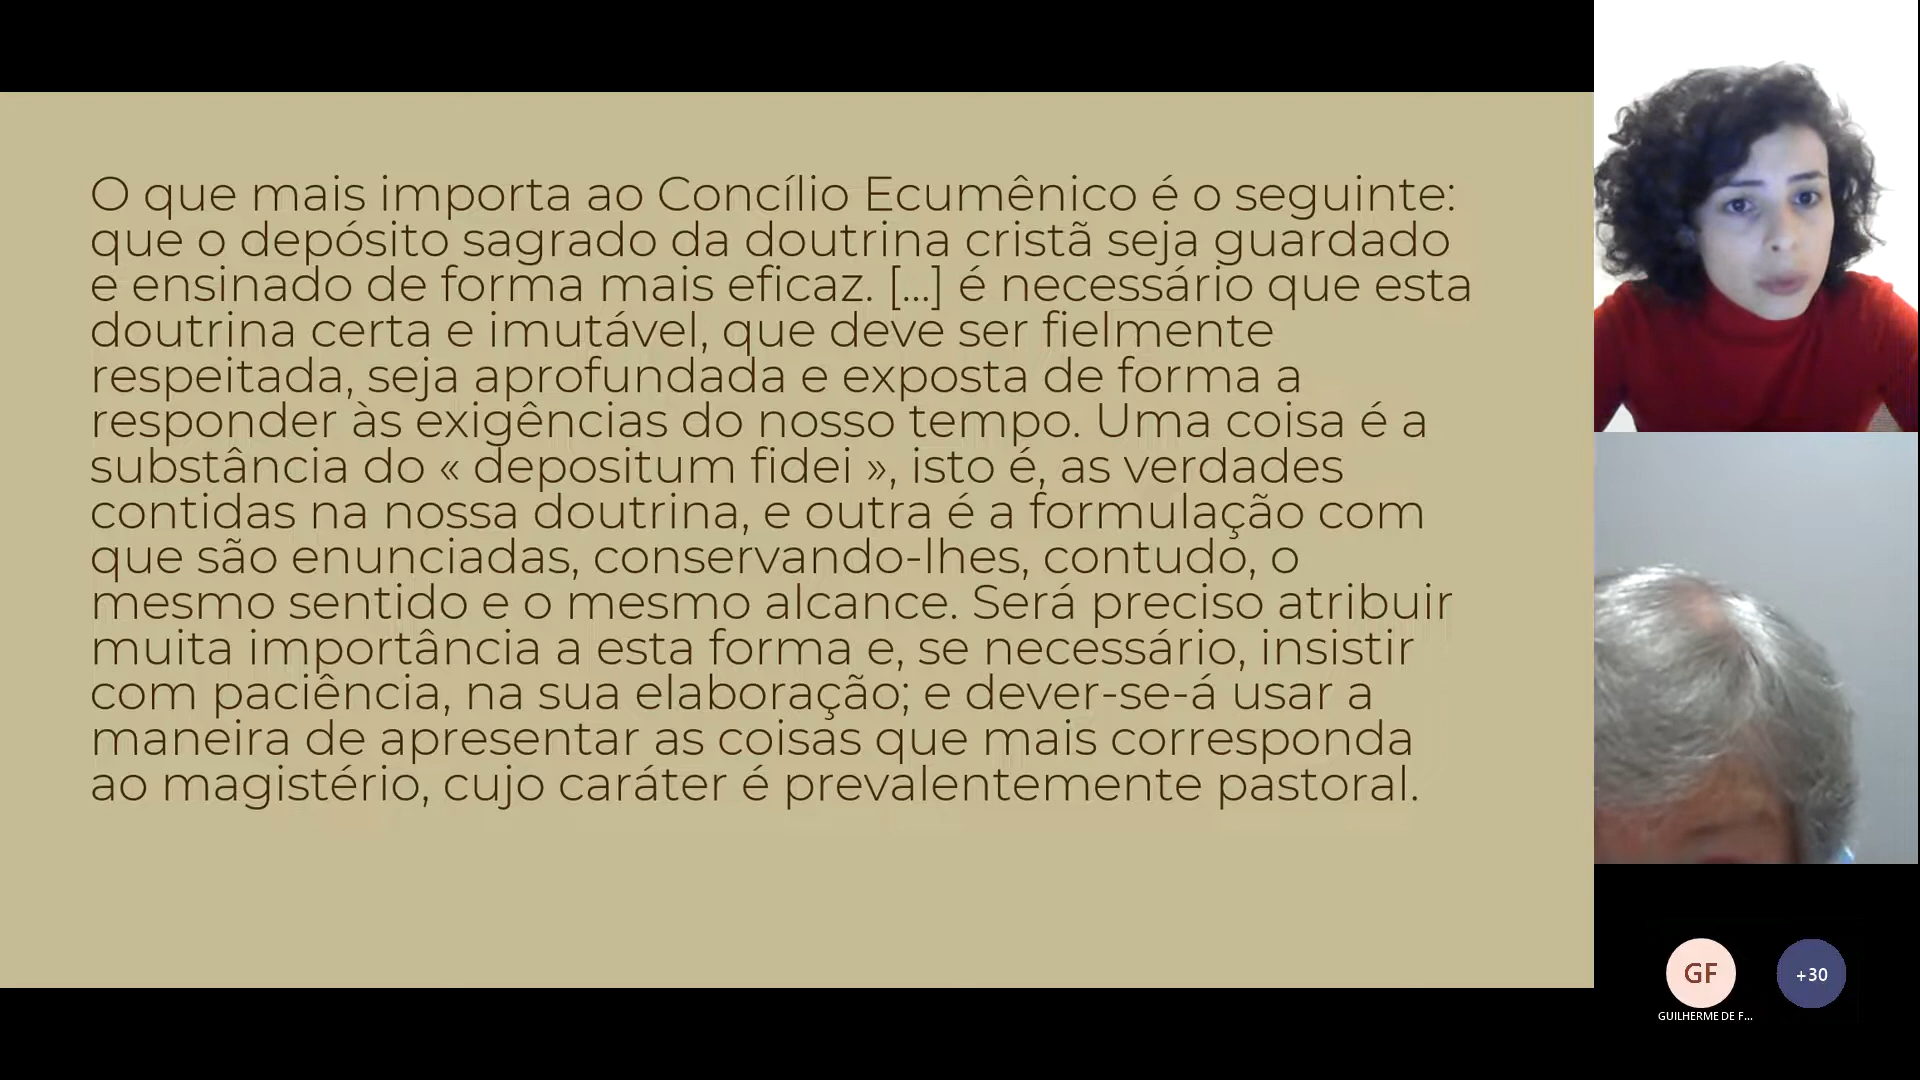 O que mais importa ao Concílio Ecumênico é o seguinte:
que o depósito sagrado da doutrina cristã seja guardado
e ensinado de forma mais eficaz. [...] é necessário que esta
doutrina certa e imutável, que deve ser fielmente
respeitada, seja aprofundada e exposta de forma a
responder às exigências do nosso tempo. Uma coisa é a
substância do « depositum fidei », isto é, as verdades
contidas na nossa doutrina, e outra é a formulação com
que são enunciadas, conservando-lhes, contudo, o
mesmo sentido e o mesmo alcance. Será preciso atribuir
muita importância a esta forma e, se necessário, insistir
com paciência, na sua elaboração; e dever-se-á usar a
maneira de apresentar as coisas que mais corresponda
ao magistério, cujo caráter é prevalentemente pastoral.
GF
+30
GUILHERME DE F...